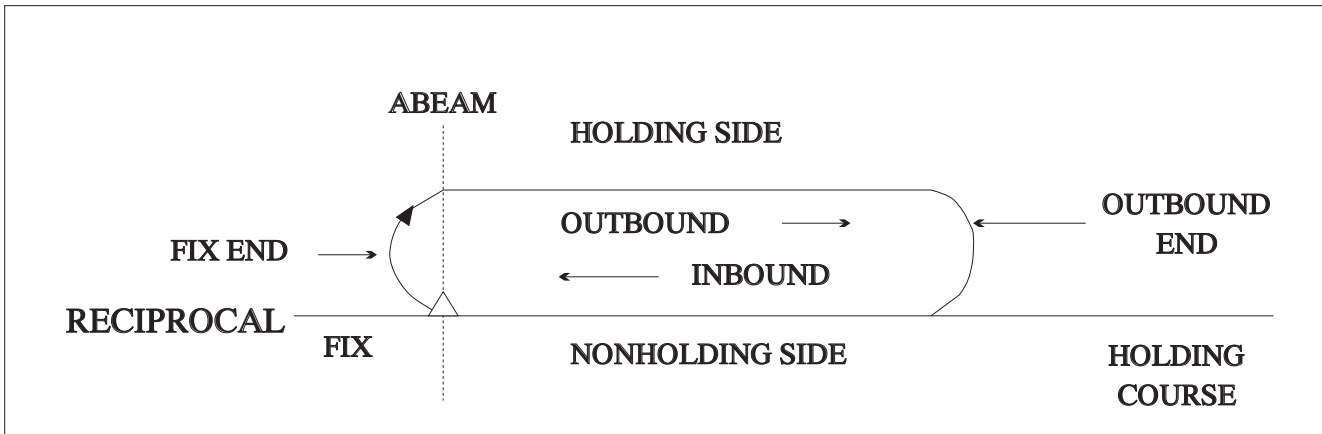 ABEAM
HOLDING SIDE
OUTBOUND
OUTBOUND
END
FIX END
INBOUND
RECIPROCAL
FIX
NONHOLDING SIDE
HOLDING
COURSE